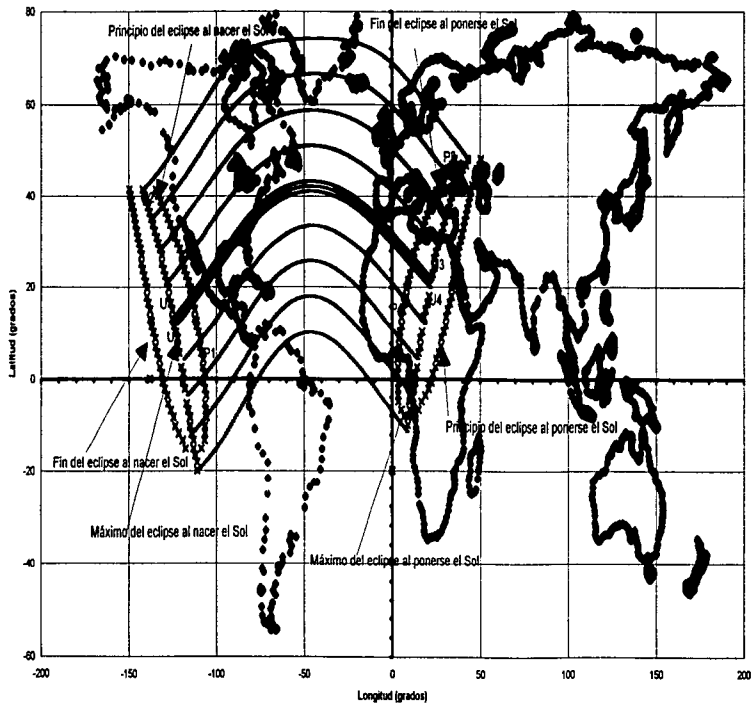 80
60
40
20
0
-20
-40
-60
Latitud (grados)
Principio del eclipse al nacer el Sol
Fin del eclipse al ponerse el Sol
U4
P1
Fin del eclipse al nacer el Sol
Máximo del eclipse al nacer el Sol
Principio del eclipse al ponerse el Sol
Máximo del eclipse al ponerse el Sol
-200 -150 -100 -50 0 50 100 150 200
Longitud (grados)